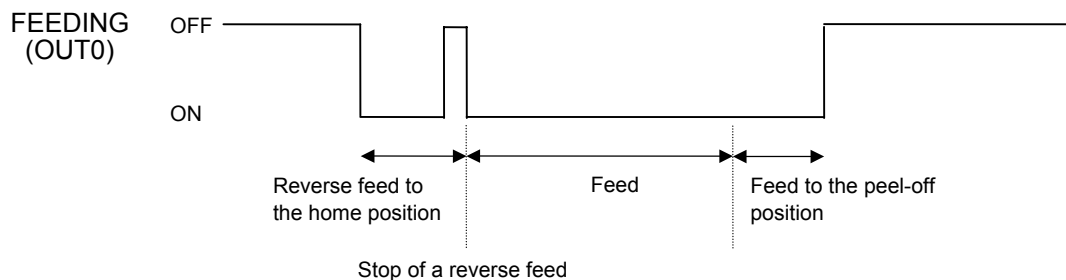 FEEDING
(OUT0)
OFF
ON
Reverse feed to
the home position
Feed
Feed to the peel-off
position
Stop of a reverse feed